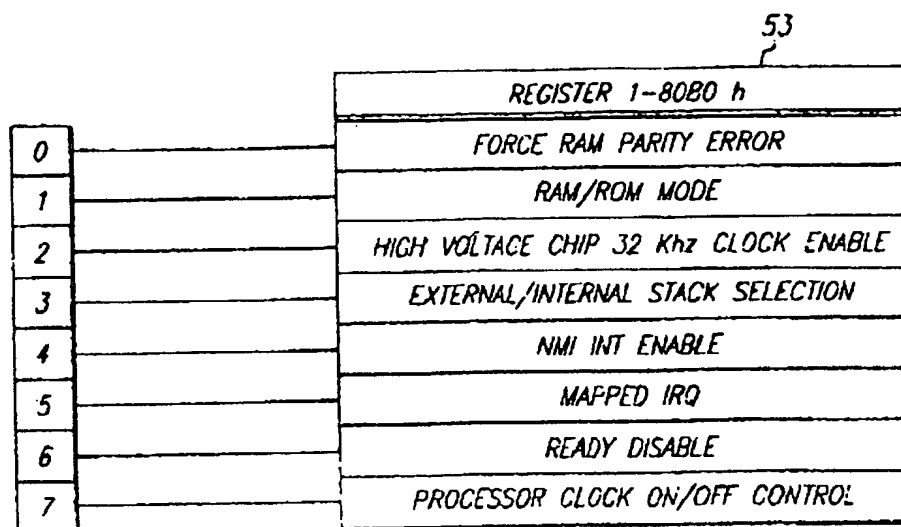 53
REGISTER 1-80B0 h
0 FORCE RAM PARITY ERROR
1 RAM/ROM MODE
2 HIGH VOLTACE CHIP 32 Khz CLOCK ENABLE
3 EXTERNAL/INTERNAL STACK SELECTION
4 NMI INT ENABLE
5 MAPPED IRQ
6 READY DISABLE
7 PROCESSOR CLOCK ON/OFF CONTROL